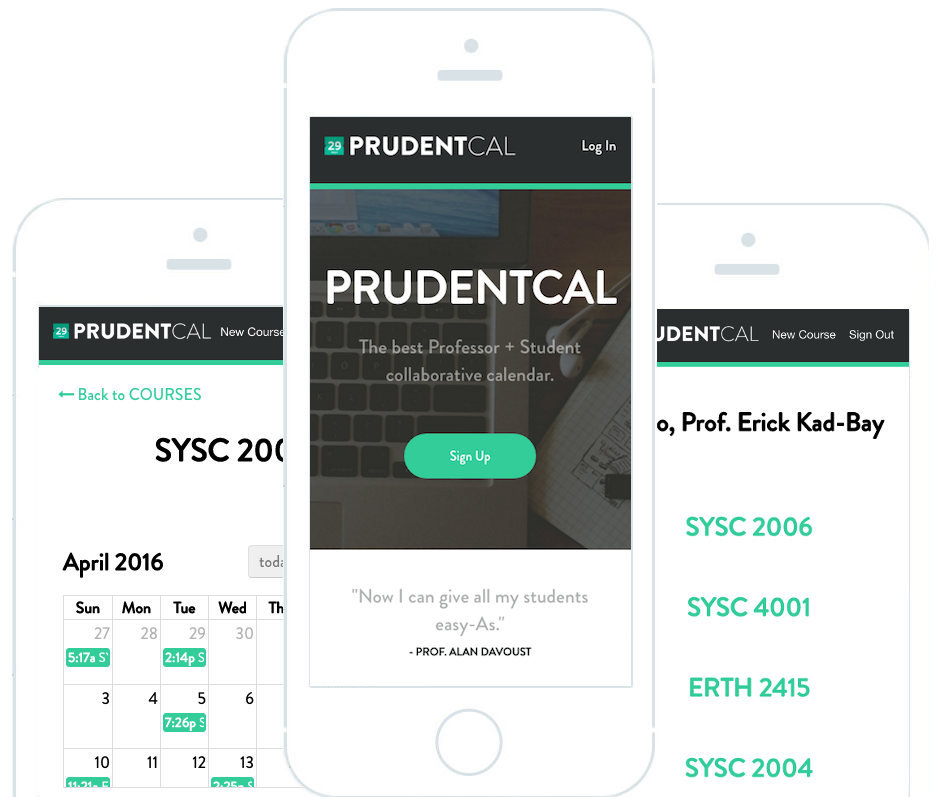 29 PRUDENTCAL Log In
PRUDENTCAL
The best Professor + Student
collaborative calendar.
Sign Up
"Now I can give all my students
easy-As."
- PROF. ALAN DAVOUST
29 PRUDENTCAL New Course
← Back to COURSES
SYSC 200
April 2016 toda
Sun Mon Tue Wed Th
27 28 29 30
5:17a S 2:14p S
3 4 5 6
7:26p S
10 11 12 13
11:21a 2:25p S
UDENTCAL New Course Sign Out
o, Prof. Erick Kad-Bay
SYSC 2006
SYSC 4001
ERTH 2415
SYSC 2004